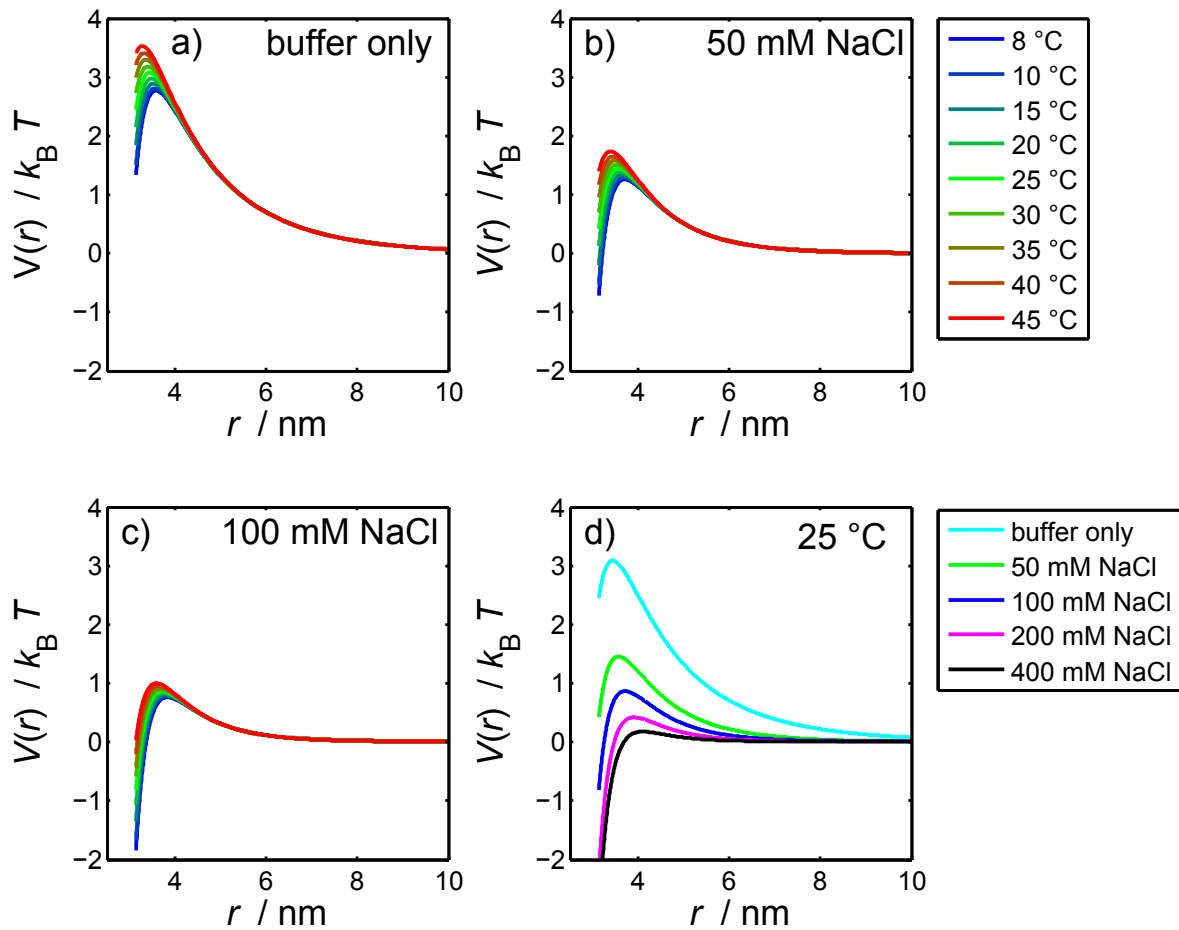 a) buffer only
4
3
2
1
0
−1
−2
V(r) / kB T
4 6 8 10
r / nm
b) 50 mM NaCl
4
3
2
1
0
−1
−2
V(r) / kB T
4 6 8 10
r / nm
8 °C
10 °C
15 °C
20 °C
25 °C
30 °C
35 °C
40 °C
45 °C
c) 100 mM NaCl
4
3
2
1
0
−1
−2
V(r) / kB T
4 6 8 10
r / nm
d) 25 °C
4
3
2
1
0
−1
−2
V(r) / kB T
4 6 8 10
r / nm
buffer only
50 mM NaCl
100 mM NaCl
200 mM NaCl
400 mM NaCl